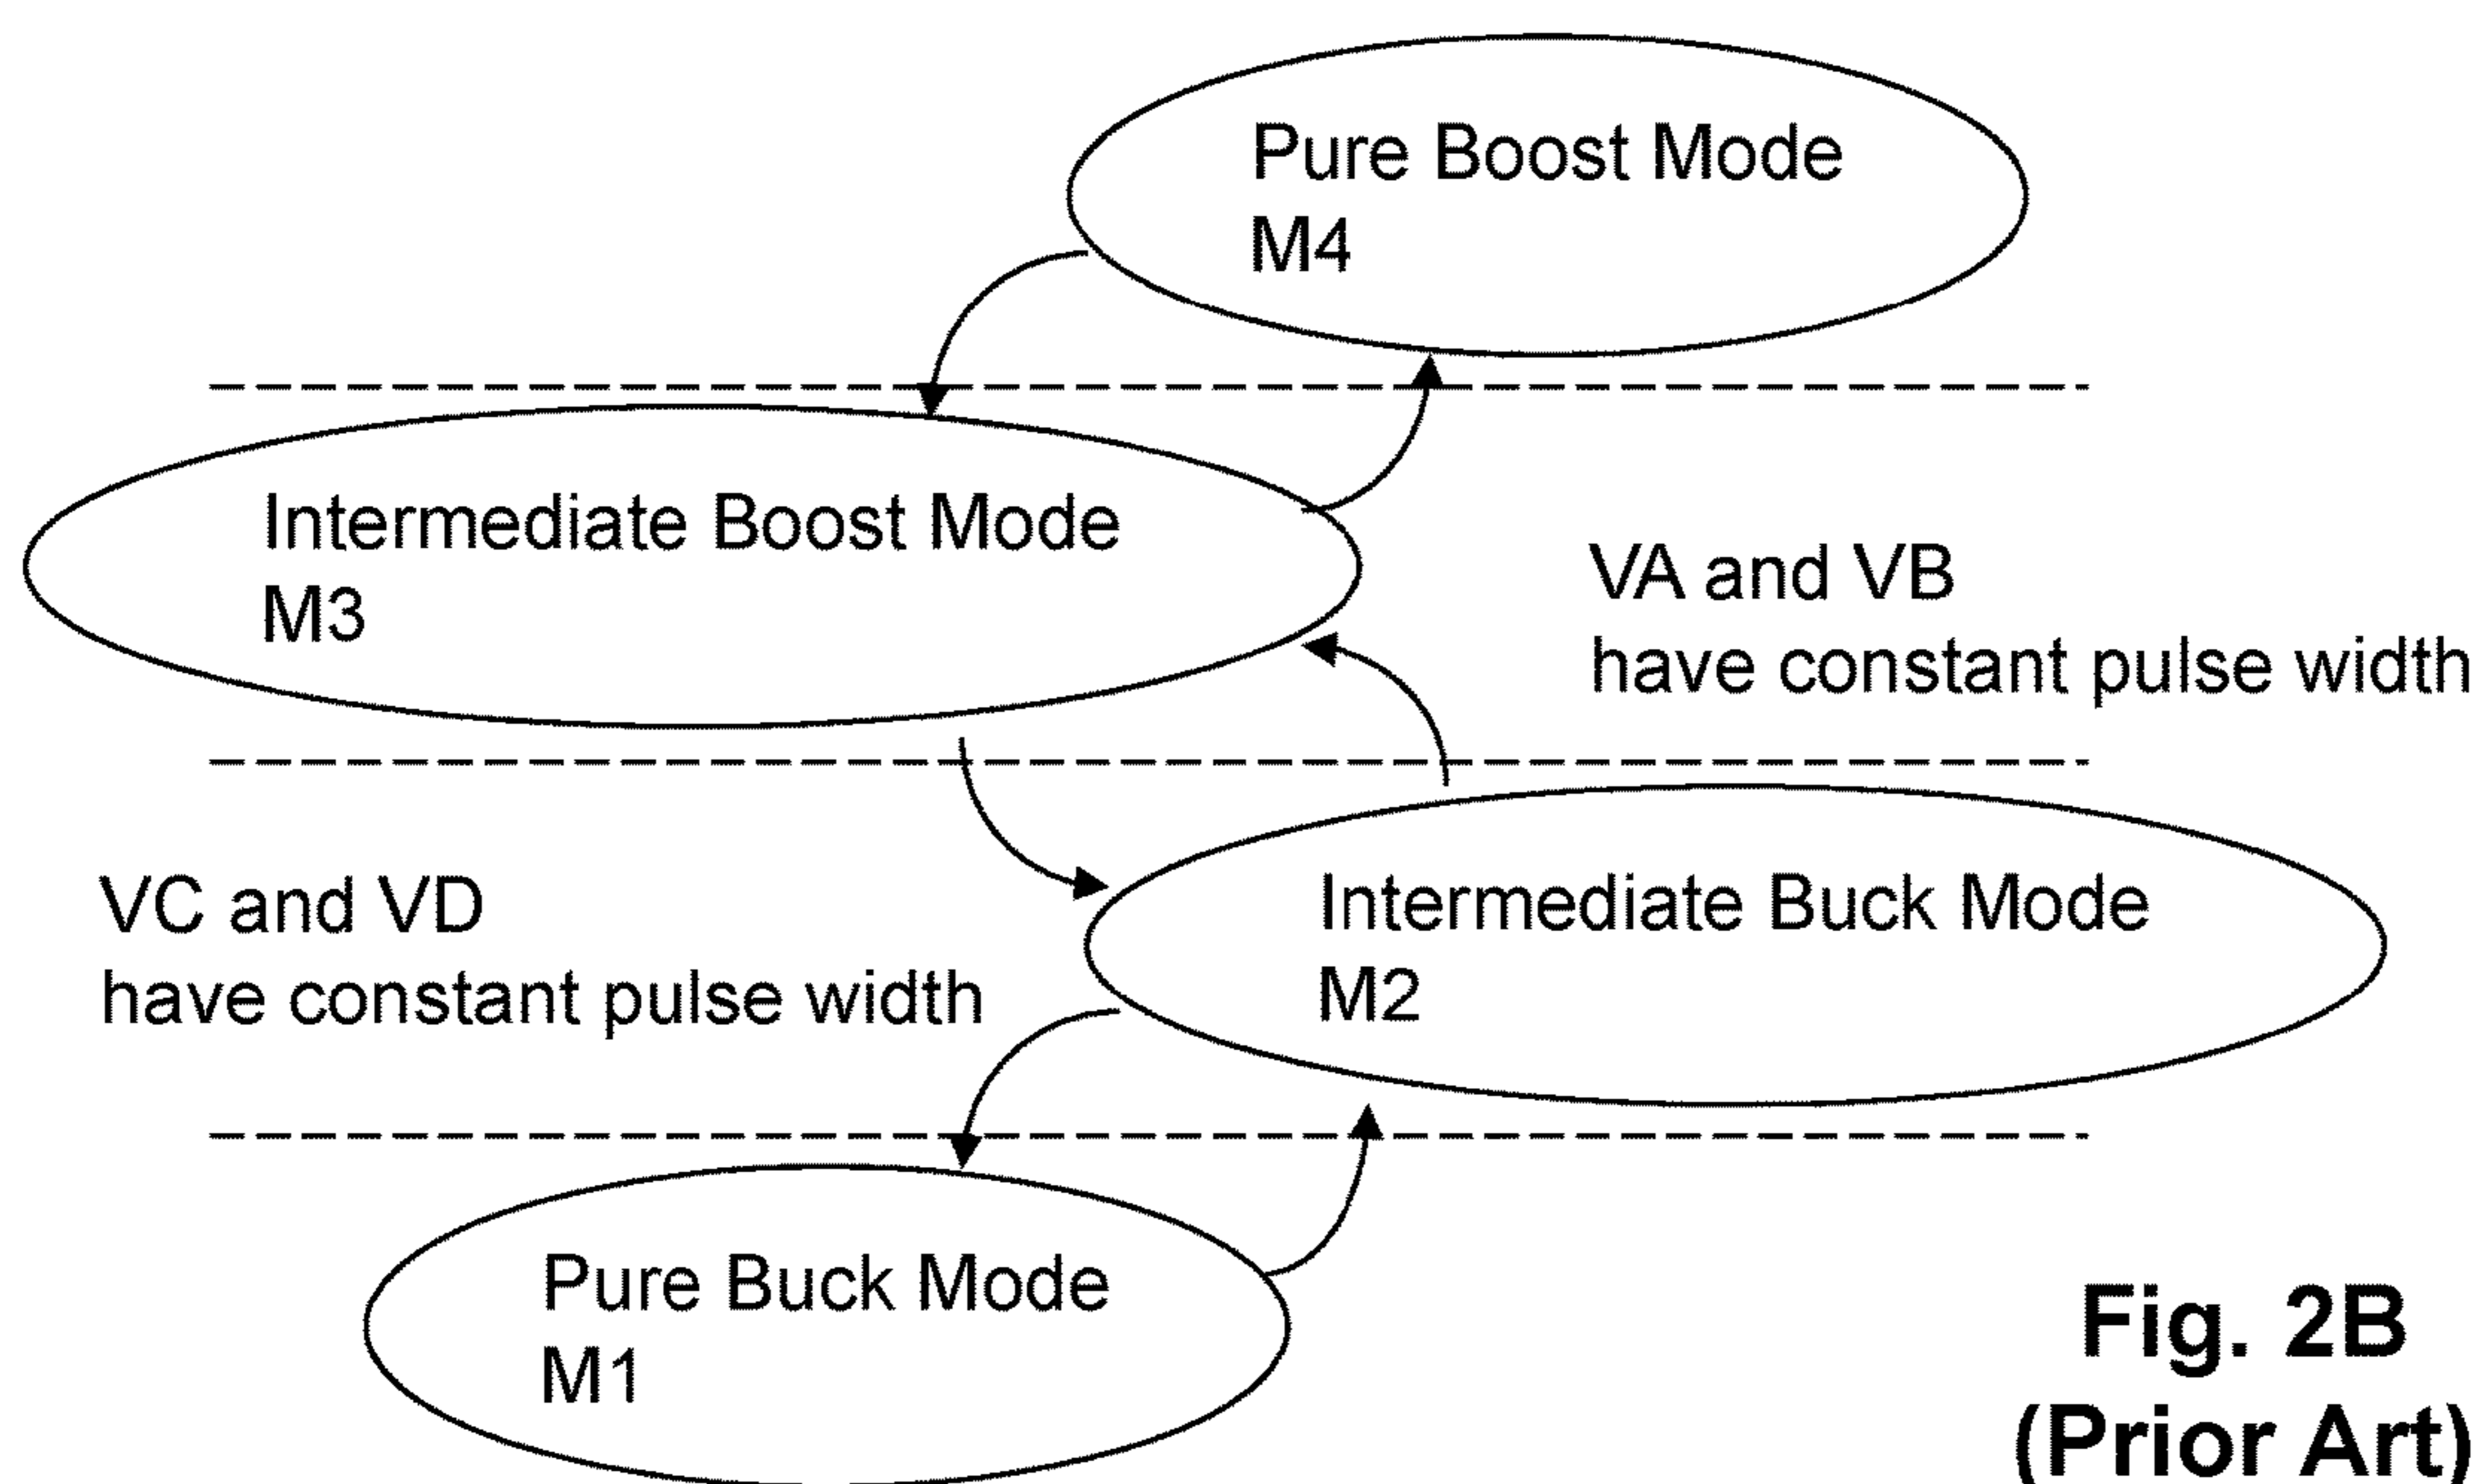 Pure Boost Mode
M4
Intermediate Boost Mode
M3
VA and VB
have constant pulse width
VC and VD
have constant pulse width
Intermediate Buck Mode
M2
Pure Buck Mode
M1
Fig. 2B
(Prior Art)